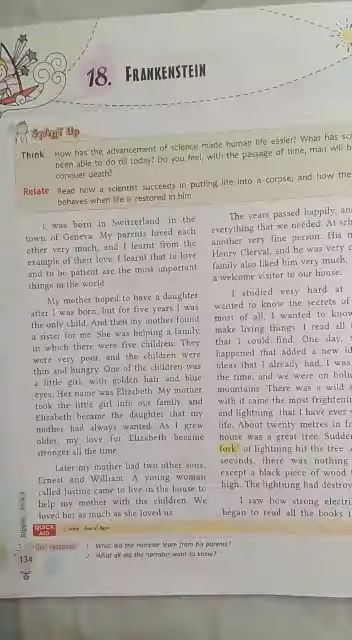 18. FRANKENSTEIN
START UP
Think How has the advancement of science made human life easier? What has
been able to do till today? Do you feel, with the passage of time, man will
conquer death?
Relate Read how a scientist succeeds in putting life into a corpse; and how the
behaves when life is restored in him
I was born in Switzerland in the
town of Geneva My parents loved each
other very much, and I learnt from the
example of their love I learnt that to love
and to be patient are the most important
things in the world
My mother hoped to have a daughter
after I was born, but for five years I was
the only child. And then my mother found
a sister for me She was helping a family
in which there were five children. They
were very poor, and the children were
thin and hungry. One of the children was
a little girl, with golden hair and blue
eyes. Her name was Elizabeth. My mother
took the little girl into our family, and
Elizabeth became the daughter that my
mother had always wanted. As I grew
older, my love for Elizabeth became
stronger all the time
Later my mother had two other sons,
Ernest and William. A young woman
called Justine came to live in the house to
help my mother with the children. We
loved her as much as she loved us
The years passed happily, and
everything that we needed. At
another very fine person. His
Henry Clerval, and he was very
family also liked him very much,
a welcome visitor to our house.
I studied very hard at
wanted to know the secrets of
most of all, I wanted to know
make living things. I read all
that I could find. One day,
happened that added a new
ideas that I already had. I was
the time, and we were on
mountains There was a wild
with it came the most
and lightning that I have ever
life. About twenty metres in
house was a great tree.
fork of lightning hit the tree
seconds, there was nothing
except a black piece of wood
high. The lightning had
I saw how strong
began to read all the books
QUICK AID
1 What did the narrator learn from his parents?
2 What all did the narrator want to know?
134